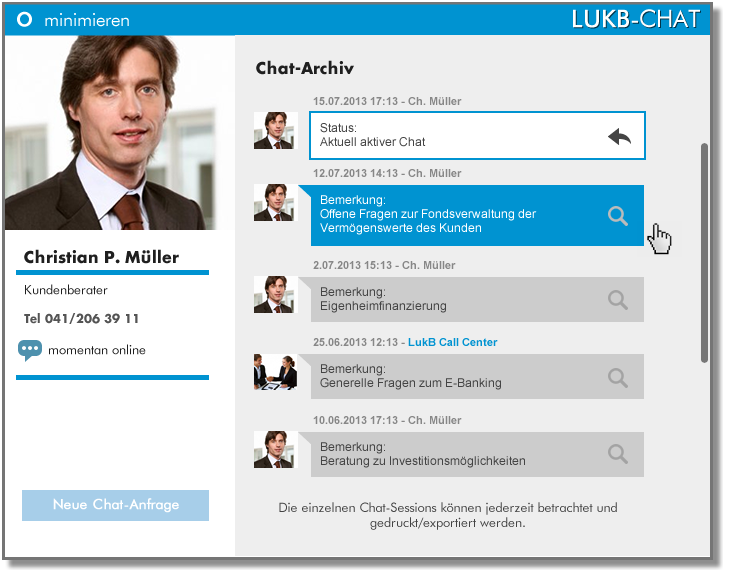 minimieren
LUKB-CHAT
Christian P. Müller
Kundenberater
Tel 041/206 39 11
momentan online
Neue Chat-Anfrage
Chat-Archiv
15.07.2013 17:13 - Ch. Müller
Status:
Aktuell aktiver Chat
12.07.2013 14:13 - Ch. Müller
Bemerkung:
Offene Fragen zur Fondsverwaltung der
Vermögenswerte des Kunden
2.07.2013 15:13 - Ch. Müller
Bemerkung:
Eigenheimfinanzierung
25.06.2013 12:13 - LukB Call Center
Bemerkung:
Generelle Fragen zum E-Banking
10.06.2013 17:13 - Ch. Müller
Bemerkung:
Beratung zu Investitionsmöglichkeiten
Die einzelnen Chat-Sessions können jederzeit betrachtet und
gedruckt/exportiert werden.